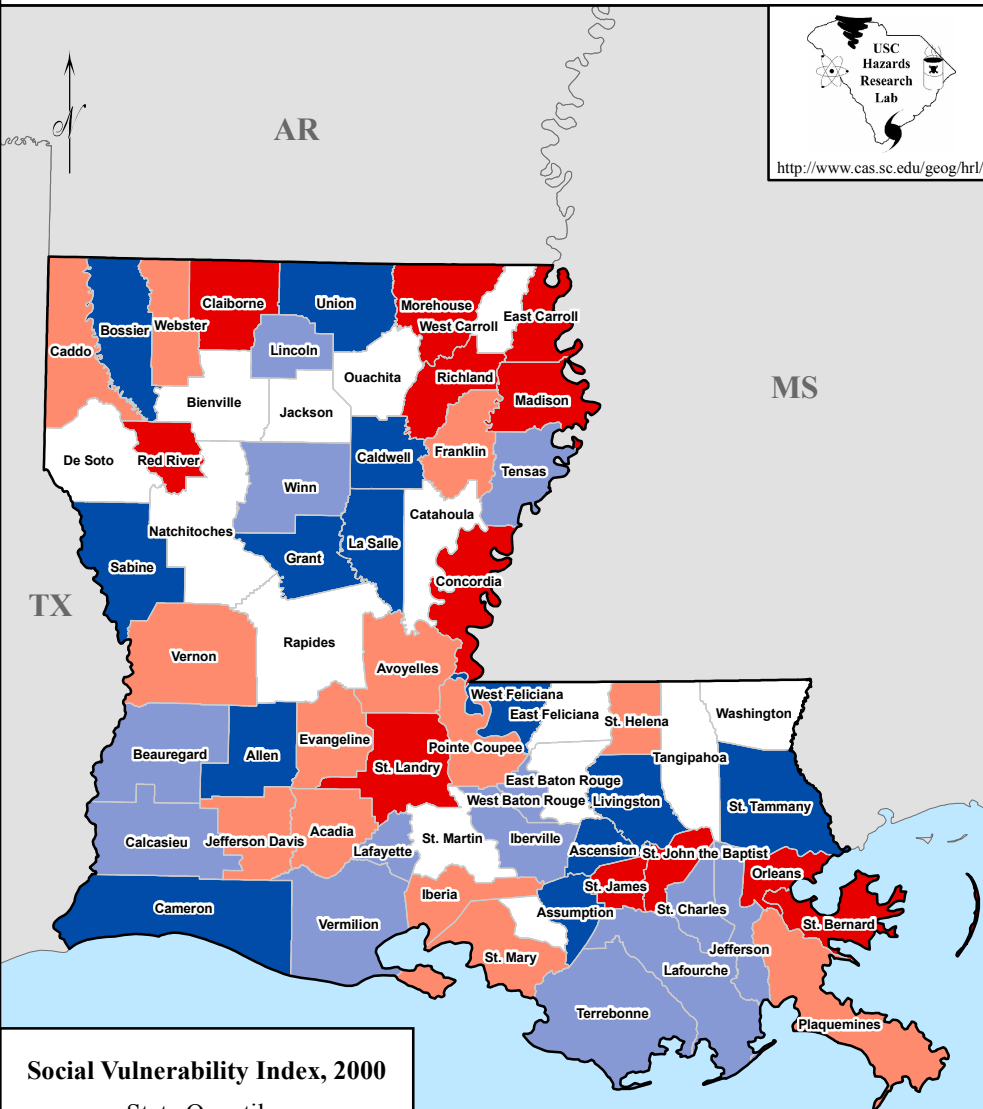 USC
Hazards
Research
Lab
http://www.cas.sc.edu/geog/hrl/
N
AR
MS
TX
Claiborne
Union
Morehouse
West Carroll
East Carroll
Bossier
Webster
Caddo
Lincoln
Ouachita
Richland
Madison
Bienville
Jackson
De Soto
Red River
Caldwell
Franklin
Tensas
Winn
Natchitoches
Catahoula
La Salle
Grant
Sabine
Concordia
Rapides
Vernon
Avoyelles
West Feliciana
East Feliciana
St. Helena
Washington
Evangeline
Pointe Coupee
Beauregard
Allen
Tangipahoa
St. Landry
East Baton Rouge
West Baton Rouge
Livingston
St. Tammany
Calcasieu
Jefferson Davis
Acadia
Lafayette
St. Martin
Iberville
Ascension
St. John the Baptist
Orleans
St. James
Iberia
Cameron
Vermilion
Assumption
St. Charles
St. Bernard
St. Mary
Jefferson
Lafourche
Terrebonne
Plaquemines
Social Vulnerability Index, 2000